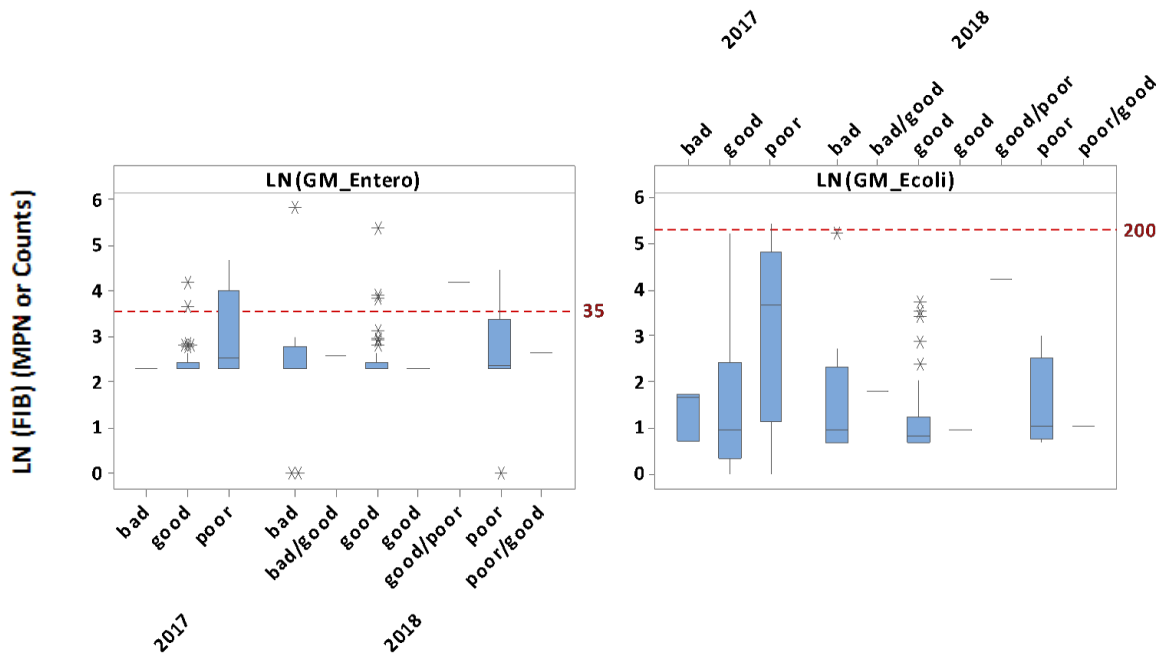 2017
2018
bad
good
poor
bad
bad/good
good
good
good/poor
poor
poor/good
LN (FIB) (MPN or Counts)
LN(GM_Entero)
6
5
4
3
2
1
0
35
LN(GM_Ecoli)
6
5
4
3
2
1
0
200
bad
good
poor
bad
bad/good
good
good
good/poor
poor
poor/good
2017
2018